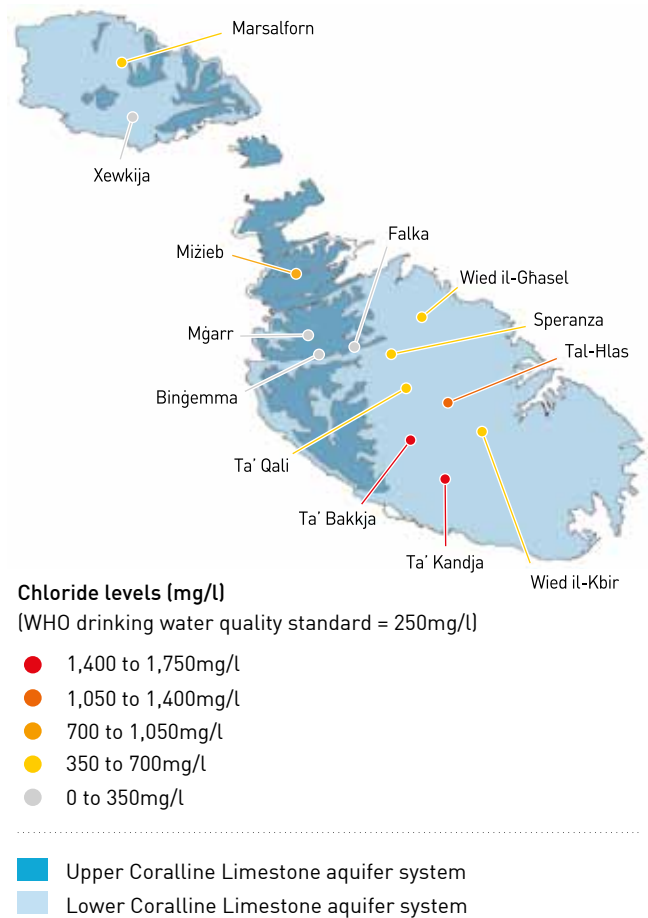 Marsalforn
Xewkija
Falka
Miżieb
Wied il-Għasel
Speranza
Mġarr
Tal-Hlas
Binġemma
Ta' Qali
Ta' Bakkja
Ta' Kandja
Wied il-Kbir
Chloride levels (mg/l)
(WHO drinking water quality standard = 250mg/l)
1,400 to 1,750mg/l
1,050 to 1,400mg/l
700 to 1,050mg/l
350 to 700mg/l
0 to 350mg/l
Upper Coralline Limestone aquifer system
Lower Coralline Limestone aquifer system